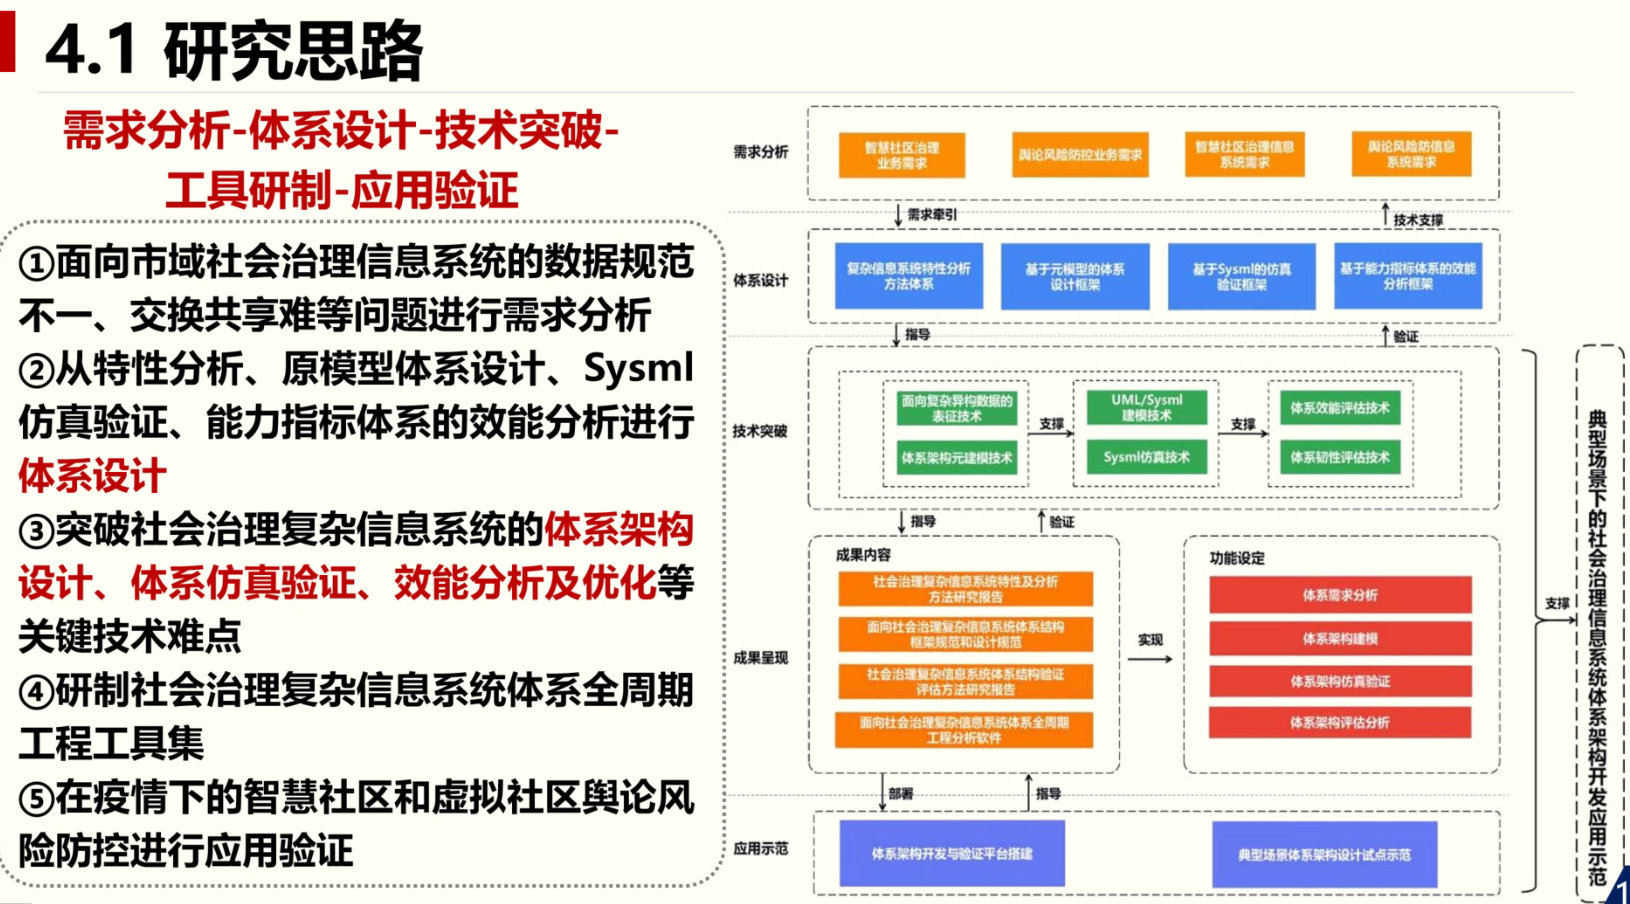 4.1 研究思路
需求分析-体系设计-技术突破-
工具研制-应用验证
①面向市域社会治理信息系统的数据规范
不一、交换共享难等问题进行需求分析
②从特性分析、原模型体系设计、Sysml
仿真验证、能力指标体系的效能分析进行
体系设计
③突破社会治理复杂信息系统的体系架构
设计、体系仿真验证、效能分析及优化等
关键技术难点
④研制社会治理复杂信息系统体系全周期
工程工具集
⑤在疫情下的智慧社区和虚拟社区舆论风
险防控进行应用验证
需求分析
智慧社区治理
业务需求
舆论风险防控业务需求
智慧社区治理信息
系统需求
舆论风险防信息
系统需求
需求牵引
技术支撑
体系设计
复杂信息系统特性分析
方法体系
基于元模型的体系
设计框架
基于Sysml的仿真
验证框架
基于能力指标体系的效能
分析框架
指导
验证
技术突破
面向复杂异构数据的
表征技术
体系架构元建模技术
支撑
UML/Sysml
建模技术
Sysml仿真技术
支撑
体系效能评估技术
体系韧性评估技术
指导
验证
成果呈现
成果内容
社会治理复杂信息系统特性及分析
方法研究报告
面向社会治理复杂信息系统体系结构
框架规范和设计规范
社会治理复杂信息系统体系结构验证
评估方法研究报告
面向社会治理复杂信息系统体系全周期
工程分析软件
实现
功能设定
体系需求分析
体系架构建模
体系架构仿真验证
体系架构评估分析
部署
指导
应用示范
体系架构开发与验证平台搭建
典型场景体系架构设计试点示范
支撑
典型场景下的社会治理信息系统体系架构开发应用示范
1